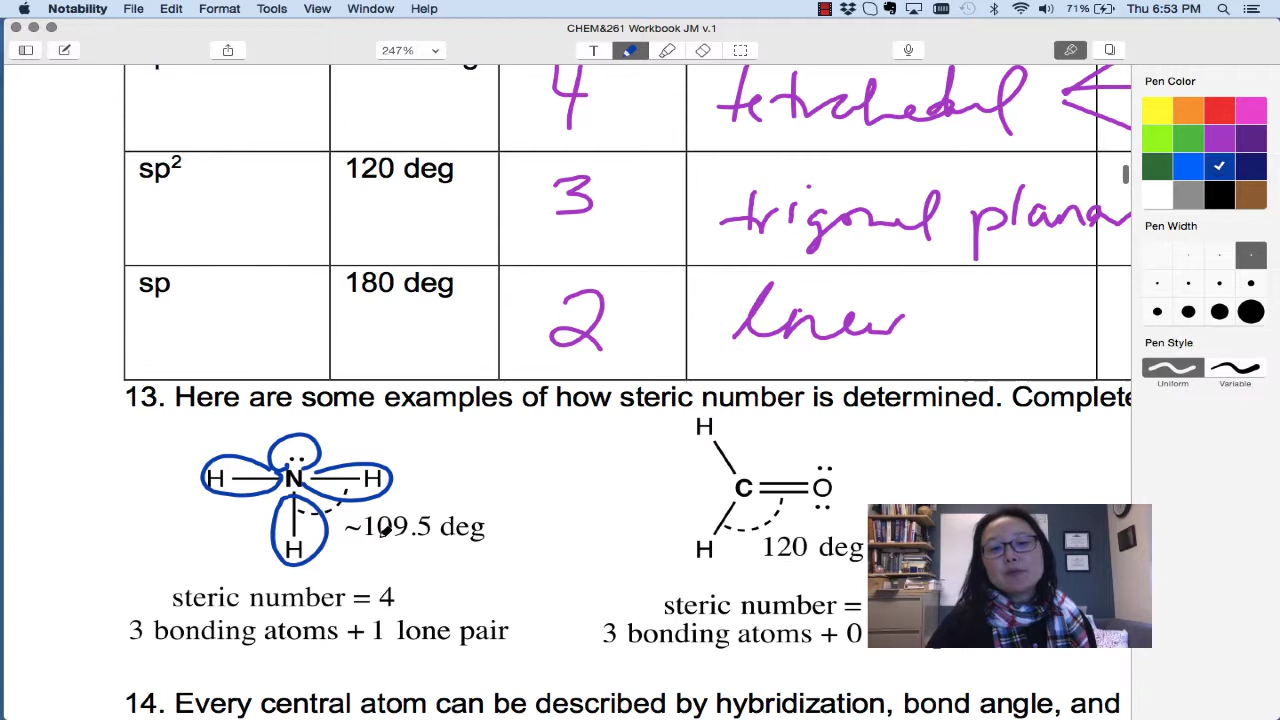 Notability File Edit Format Tools View Window Help 71% Thu 6:53 PM
CHEM&261 Workbook JM v.1
247% T
Pen Color
4 tetrahedral
sp² 120 deg 3 trigonal planar
Pen Width
sp 180 deg 2 linear
Pen Style
Uniform Variable
13. Here are some examples of how steric number is determined. Complete
H N H
H
~109.5 deg
steric number = 4
3 bonding atoms + 1 lone pair
H
C O
H
120 deg
steric number =
3 bonding atoms + 0
14. Every central atom can be described by hybridization, bond angle, and